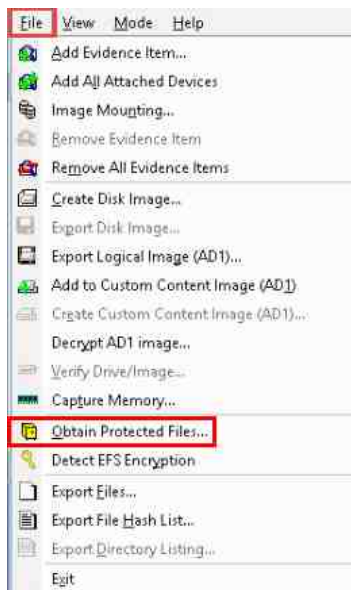 File View Mode Help
Add Evidence Item...
Add All Attached Devices
Image Mounting...
Remove Evidence Item
Remove All Evidence Items
Create Disk Image...
Export Disk Image...
Export Logical Image (AD1)...
Add to Custom Content Image (AD1)
Create Custom Content Image (AD1)...
Decrypt AD1 image...
Verify Drive/Image...
Capture Memory...
Obtain Protected Files...
Detect EFS Encryption
Export Files...
Export File Hash List...
Export Directory Listing...
Exit